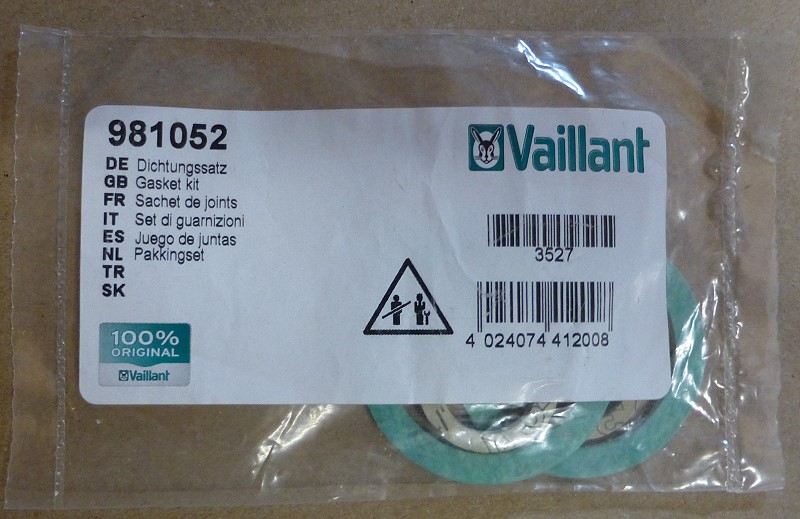 981052
Vaillant
DE Dichtungssatz
GB Gasket kit
FR Sachet de joints
IT Set di guarnizioni
ES Juego de juntas
NL Pakkingset
TR
SK
3527
4 024074 412008
100%
ORIGINAL
Vaillant